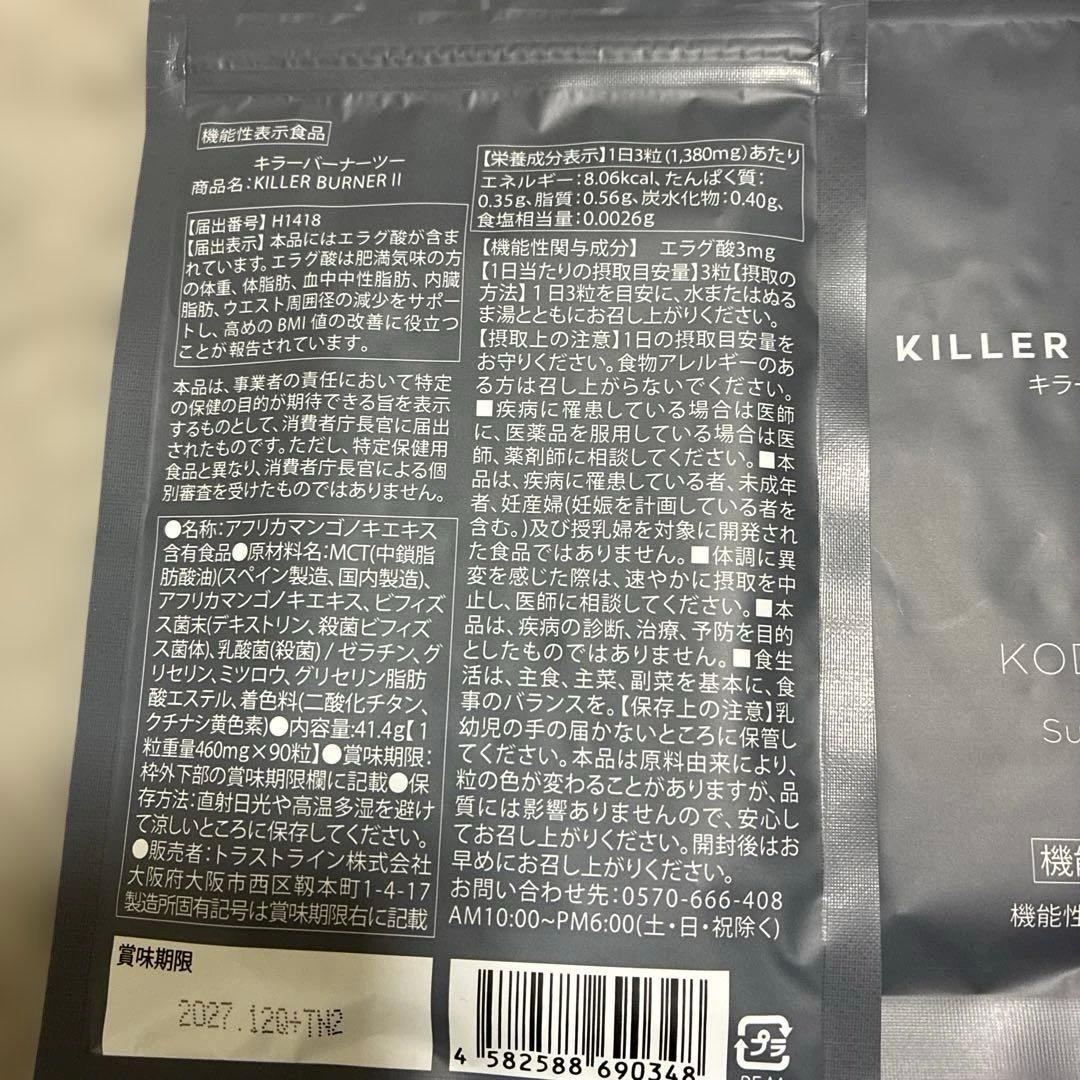 機能性表示食品
キラーバーナーツー
商品名:KILLER BURNER II
【届出番号】H1418
【届出表示】本品にはエラグ酸が含ま
れています。エラグ酸は肥満気味の方
の体重、体脂肪、血中中性脂肪、内臓
脂肪、ウエスト周囲径の減少をサポー
トし、高めのBMI値の改善に役立つ
ことが報告されています。
本品は、事業者の責任において特定
の保健の目的が期待できる旨を表示
するものとして、消費者庁長官に届出
されたものです。ただし、特定保健用
食品と異なり、消費者庁長官による個
別審査を受けたものではありません。
●名称:アフリカマンゴノキエキス
含有食品●原材料名:MCT(中鎖脂
肪酸油)(スペイン製造、国内製造)、
アフリカマンゴノキエキス、ビフィズ
ス菌末(デキストリン、殺菌ビフィズ
ス菌体)、乳酸菌(殺菌) / ゼラチン、グ
リセリン、ミツロウ、グリセリン脂肪
酸エステル、着色料(二酸化チタン、
クチナシ黄色素)●内容量:41.4g【1
粒重量460mg×90粒】●賞味期限:
枠外下部の賞味期限欄に記載●保
存方法:直射日光や高温多湿を避け
て涼しいところに保存してください。
●販売者:トラストライン株式会社
大阪府大阪市西区靱本町1-4-17
製造所固有記号は賞味期限右に記載
賞味期限
2027.12Q+TN2
【栄養成分表示】1日3粒(1,380mg)あたり
エネルギー:8.06kcal、たんぱく質:
0.35g、脂質:0.56g、炭水化物:0.40g、
食塩相当量:0.0026g
【機能性関与成分】 エラグ酸3mg
【1日当たりの摂取目安量】3粒【摂取の
方法】1日3粒を目安に、水またはぬる
ま湯とともにお召し上がりください。
【摂取上の注意】1日の摂取目安量を
お守りください。食物アレルギーのあ
る方は召し上がらないでください。
■疾病に罹患している場合は医師
に、医薬品を服用している場合は医
師、薬剤師に相談してください。■本
品は、疾病に罹患している者、未成年
者、妊産婦(妊娠を計画している者を
含む。)及び授乳婦を対象に開発され
た食品ではありません。■体調に異
変を感じた際は、速やかに摂取を中
止し、医師に相談してください。■本
品は、疾病の診断、治療、予防を目的
としたものではありません。■食生
活は、主食、主菜、副菜を基本に、食
事のバランスを。【保存上の注意】乳
幼児の手の届かないところに保管し
てください。本品は原料由来により、
粒の色が変わることがありますが、品
質には影響ありませんので、安心し
てお召し上がりください。開封後はお
早めにお召し上がりください。
お問い合わせ先:0570-666-408
AM10:00~PM6:00(土・日・祝除く)
4 582588 690348
プラ
KILLER
キラ
KOD
Su
機能
機能性